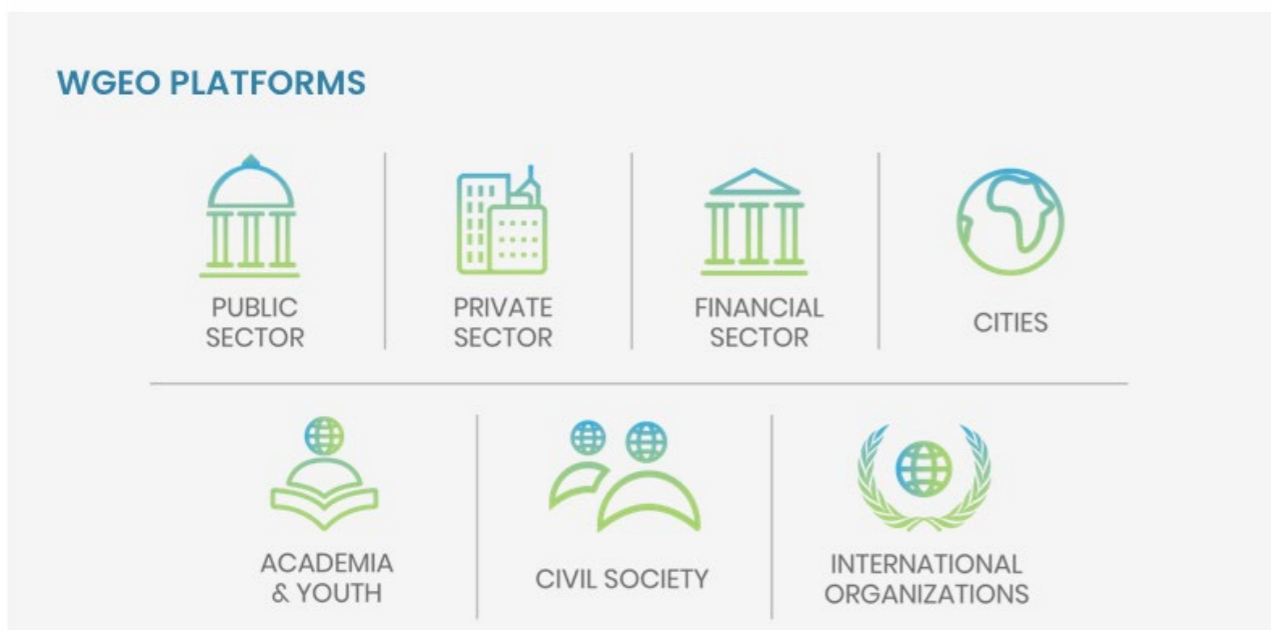 WGEO PLATFORMS
PUBLIC
SECTOR
PRIVATE
SECTOR
FINANCIAL
SECTOR
CITIES
ACADEMIA
& YOUTH
CIVIL SOCIETY
INTERNATIONAL
ORGANIZATIONS